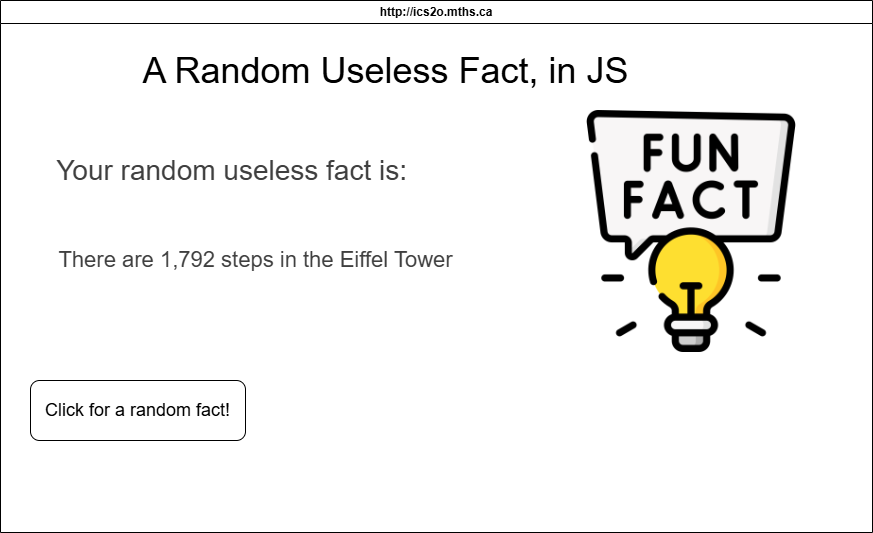 http://ics2o.mths.ca
A Random Useless Fact, in JS
FUN
FACT
Your random useless fact is:
There are 1,792 steps in the Eiffel Tower
Click for a random fact!